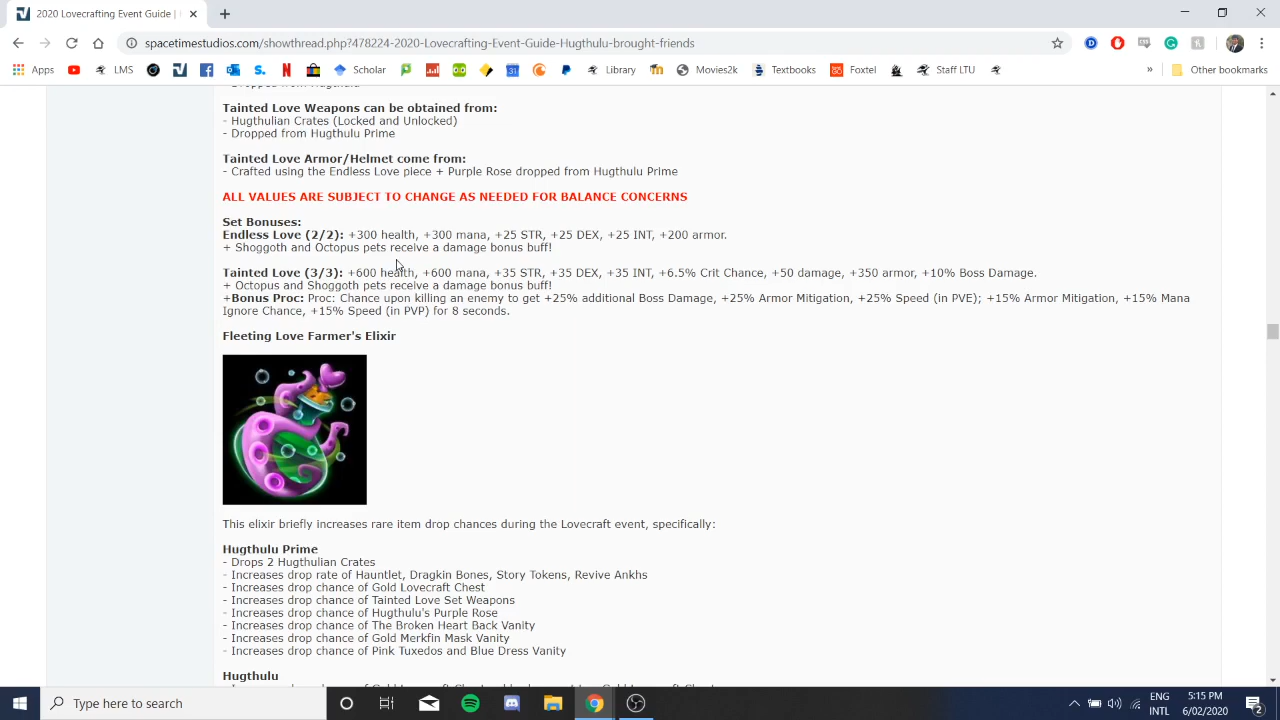 2020 Lovecrafting Event Guide |
spacetimestudios.com/showthread.php?478224-2020-Lovecrafting-Event-Guide-Hugthulu-brought-friends
Apps LMS Scholar Library Movies2k Textbooks Foxtel Staff LTU » Other bookmarks
Tainted Love Weapons can be obtained from:
- Hugthulian Crates (Locked and Unlocked)
- Dropped from Hugthulu Prime
Tainted Love Armor/Helmet come from:
- Crafted using the Endless Love piece + Purple Rose dropped from Hugthulu Prime
ALL VALUES ARE SUBJECT TO CHANGE AS NEEDED FOR BALANCE CONCERNS
Set Bonuses:
Endless Love (2/2): +300 health, +300 mana, +25 STR, +25 DEX, +25 INT, +200 armor.
+ Shoggoth and Octopus pets receive a damage bonus buff!
Tainted Love (3/3): +600 health, +600 mana, +35 STR, +35 DEX, +35 INT, +6.5% Crit Chance, +50 damage, +350 armor, +10% Boss Damage.
+ Octopus and Shoggoth pets receive a damage bonus buff!
+Bonus Proc: Proc: Chance upon killing an enemy to get +25% additional Boss Damage, +25% Armor Mitigation, +25% Speed (in PVE); +15% Armor Mitigation, +15% Mana
Ignore Chance, +15% Speed (in PVP) for 8 seconds.
Fleeting Love Farmer's Elixir
This elixir briefly increases rare item drop chances during the Lovecraft event, specifically:
Hugthulu Prime
- Drops 2 Hugthulian Crates
- Increases drop rate of Hauntlet, Dragkin Bones, Story Tokens, Revive Ankhs
- Increases drop chance of Gold Lovecraft Chest
- Increases drop chance of Tainted Love Set Weapons
- Increases drop chance of Hugthulu's Purple Rose
- Increases drop chance of The Broken Heart Back Vanity
- Increases drop chance of Gold Merkfin Mask Vanity
- Increases drop chance of Pink Tuxedos and Blue Dress Vanity
Hugthulu
Type here to search
ENG
INTL
5:15 PM
6/02/2020
2